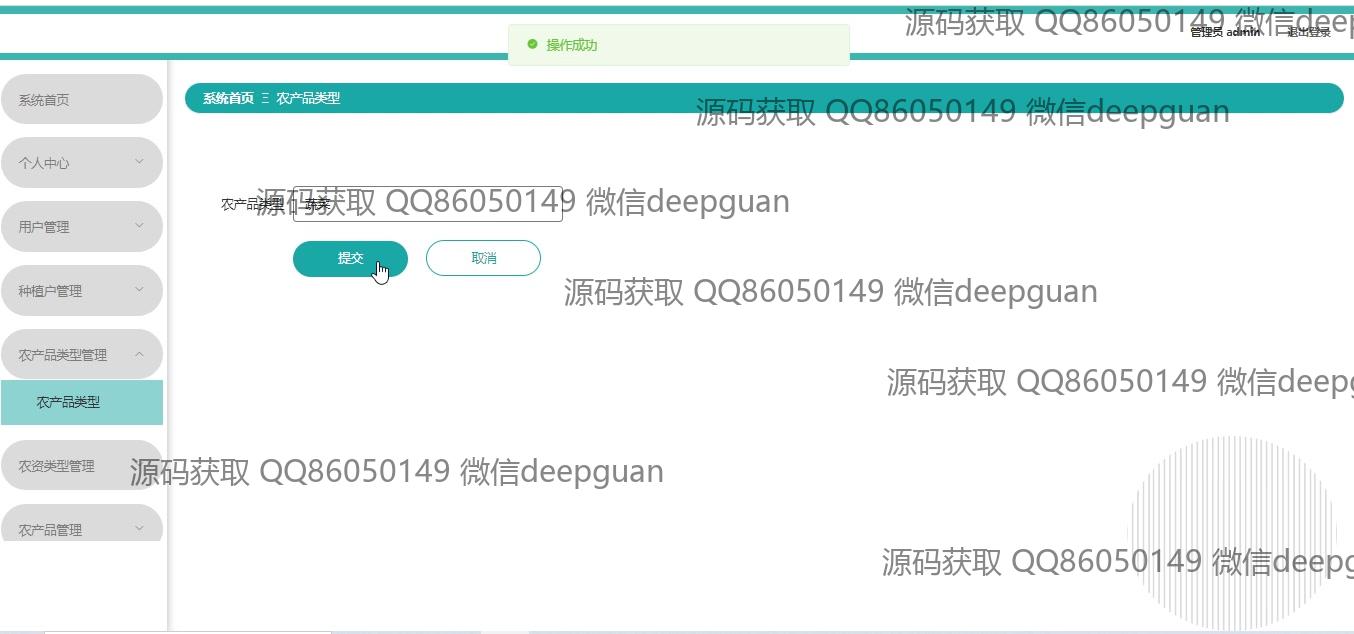 源码获取 QQ86050149 微信deep
管理员 admin
退出登录
操作成功
系统首页
系统首页 Ξ 农产品类型
源码获取 QQ86050149 微信deepguan
个人中心
源码获取 QQ86050149 微信deepguan
农产品类型
蔬菜
用户管理
提交
取消
种植户管理
源码获取 QQ86050149 微信deepguan
农产品类型管理
源码获取 QQ86050149 微信deepg
农产品类型
农资类型管理
源码获取 QQ86050149 微信deepguan
农产品管理
源码获取 QQ86050149 微信deepg